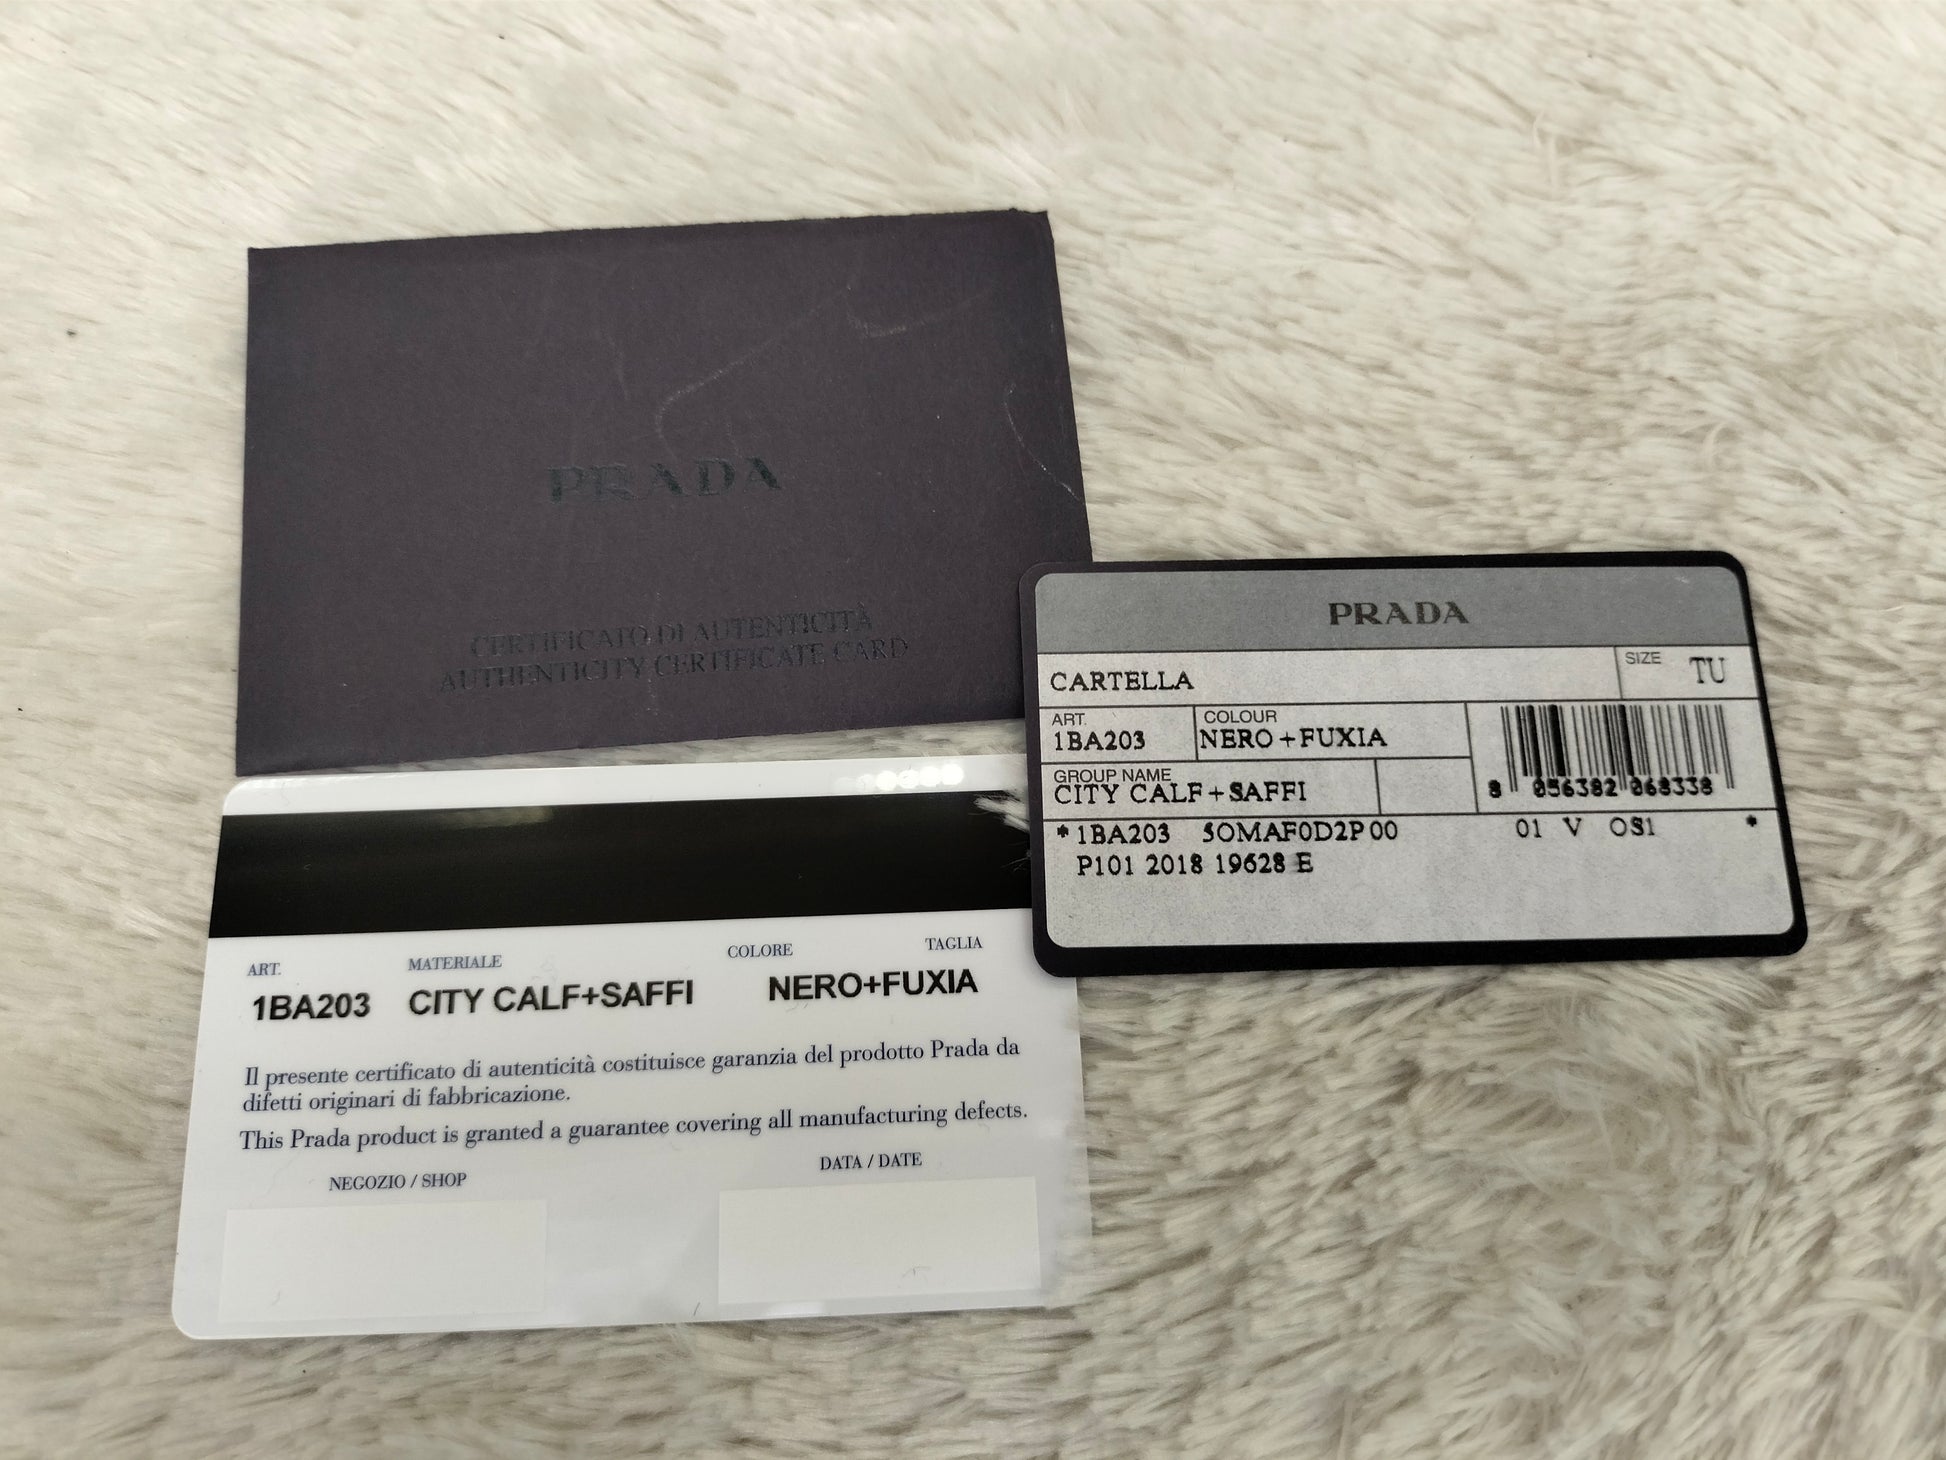 PRADA
CERTIFICATO DI AUTENTICITÀ
AUTHENTICITY CERTIFICATE CARD
PRADA
CARTELLA
SIZE TU
ART. COLOUR
1BA203 NERO+FUXIA
GROUP NAME
CITY CALF+SAFFI
8 056382 068338
*1BA203 5OMAF0D2P00 01 V OS1 *
P101 2018 19628 E
ART. MATERIALE COLORE TAGLIA
1BA203 CITY CALF+SAFFI NERO+FUXIA
Il presente certificato di autenticità costituisce garanzia del prodotto Prada da
difetti originari di fabbricazione.
This Prada product is granted a guarantee covering all manufacturing defects.
NEGOZIO / SHOP DATA / DATE